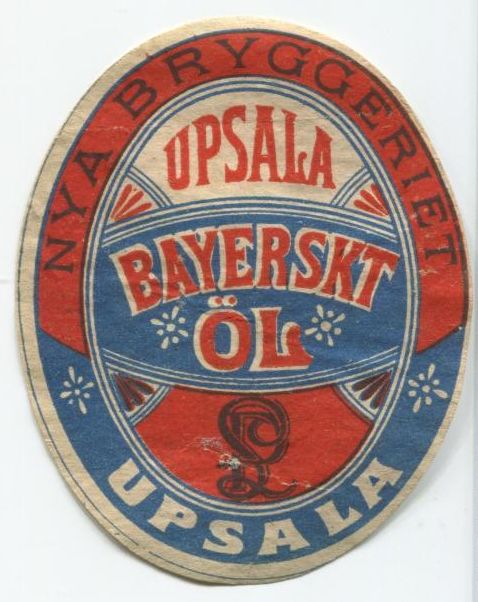 NYA BRYGGERIET
UPSALA
BAYERSKT
ÖL
UPSALA